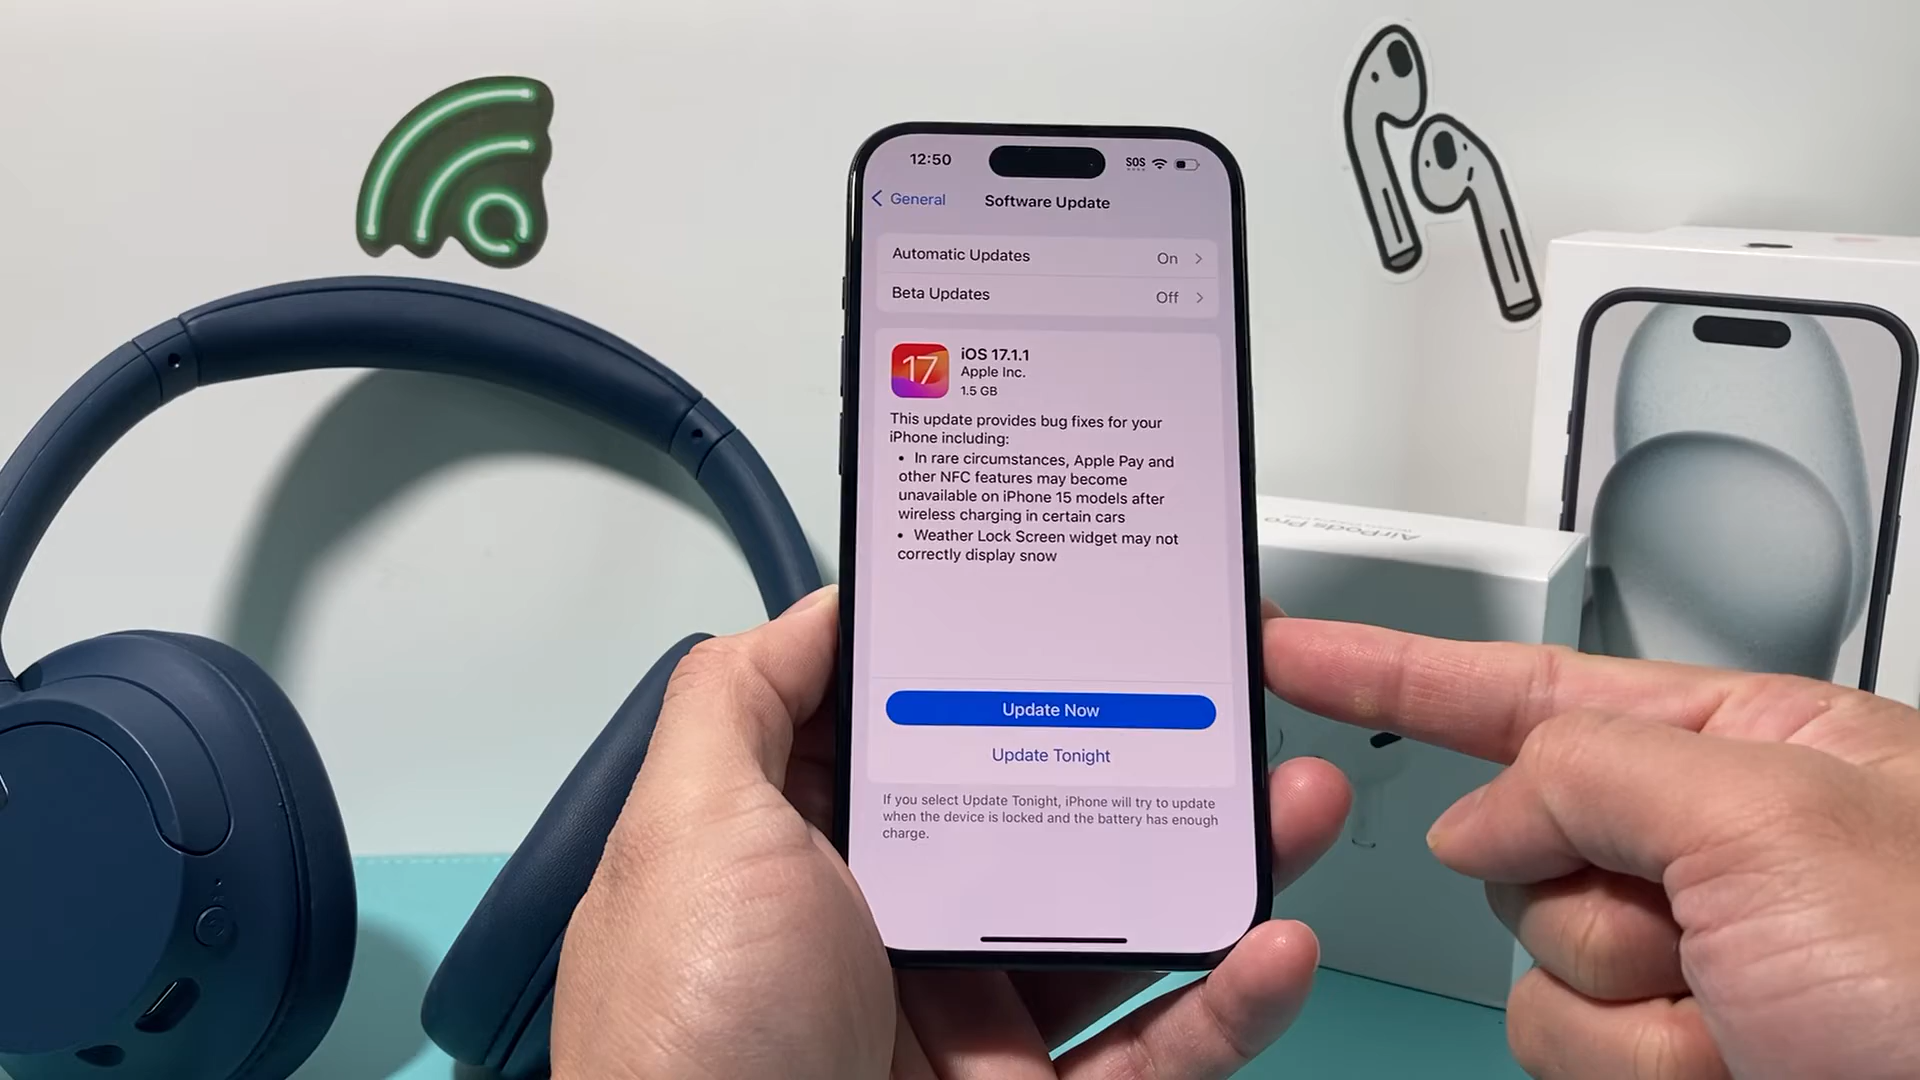 12:50
SOS
General
Software Update
Automatic Updates
On
Beta Updates
Off
17
iOS 17.1.1
Apple Inc.
1.5 GB
This update provides bug fixes for your
iPhone including:
• In rare circumstances, Apple Pay and
other NFC features may become
unavailable on iPhone 15 models after
wireless charging in certain cars
• Weather Lock Screen widget may not
correctly display snow
Update Now
Update Tonight
If you select Update Tonight, iPhone will try to update
when the device is locked and the battery has enough
charge.
AirPods Pro